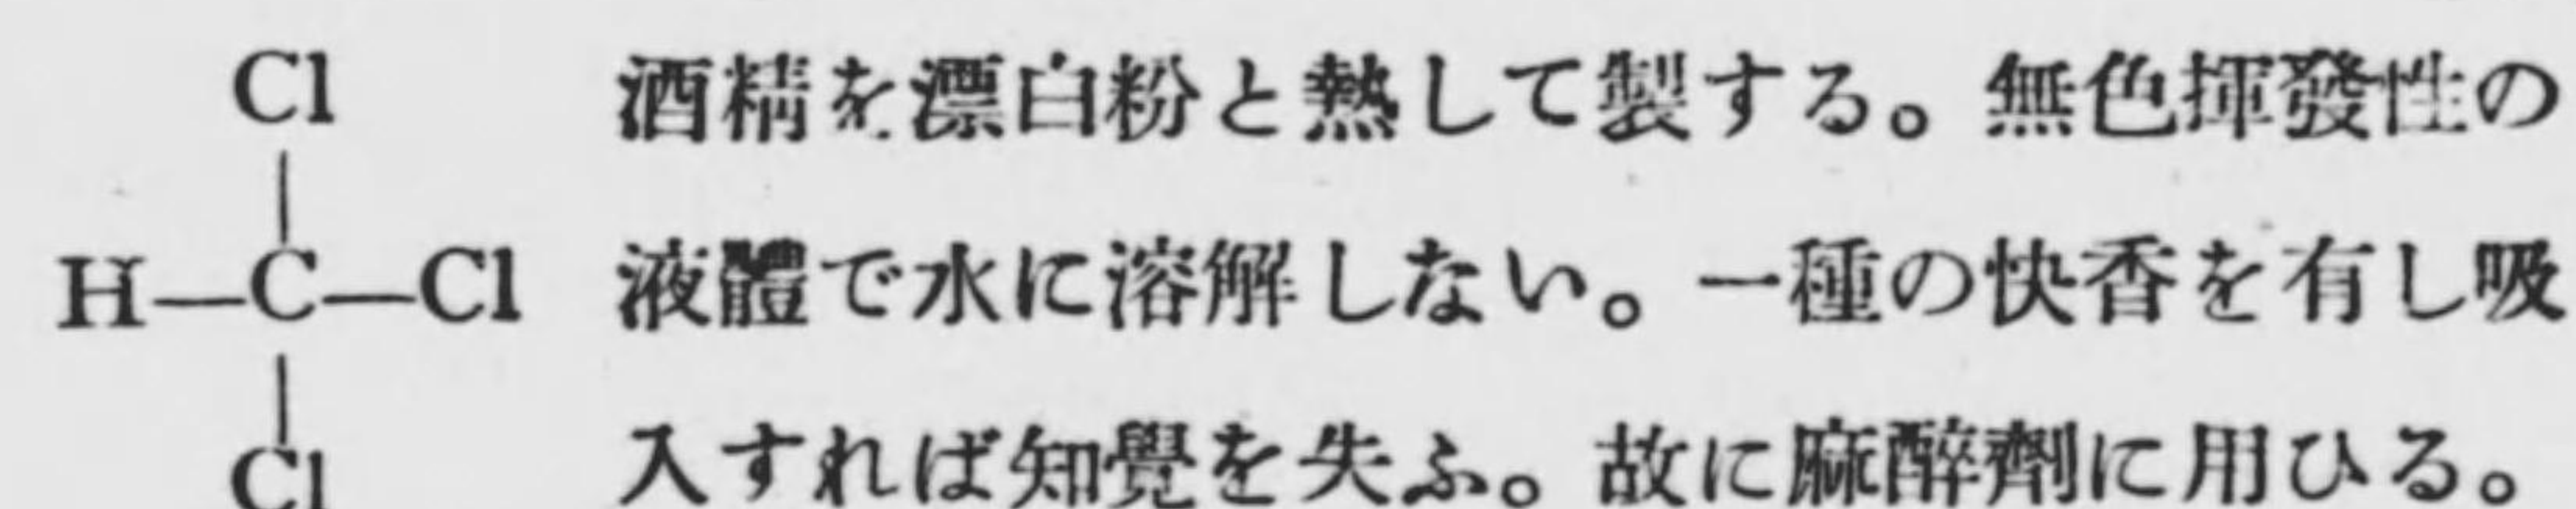 Cl
酒精を漂白粉と熱して製する。無色揮發性の
H—C—Cl
液體で水に溶解しない。一種の快香を有し吸
Cl
入すれば知覺を失ふ。故に麻醉劑に用ひる。